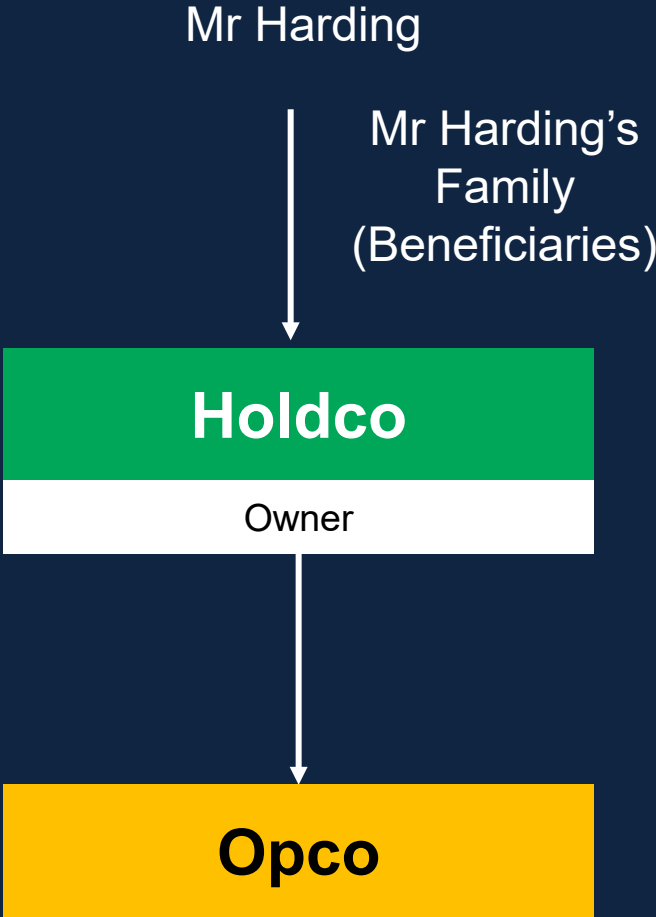 Mr Harding
Mr Harding’s
Family
(Beneficiaries)
Holdco
Owner
Opco